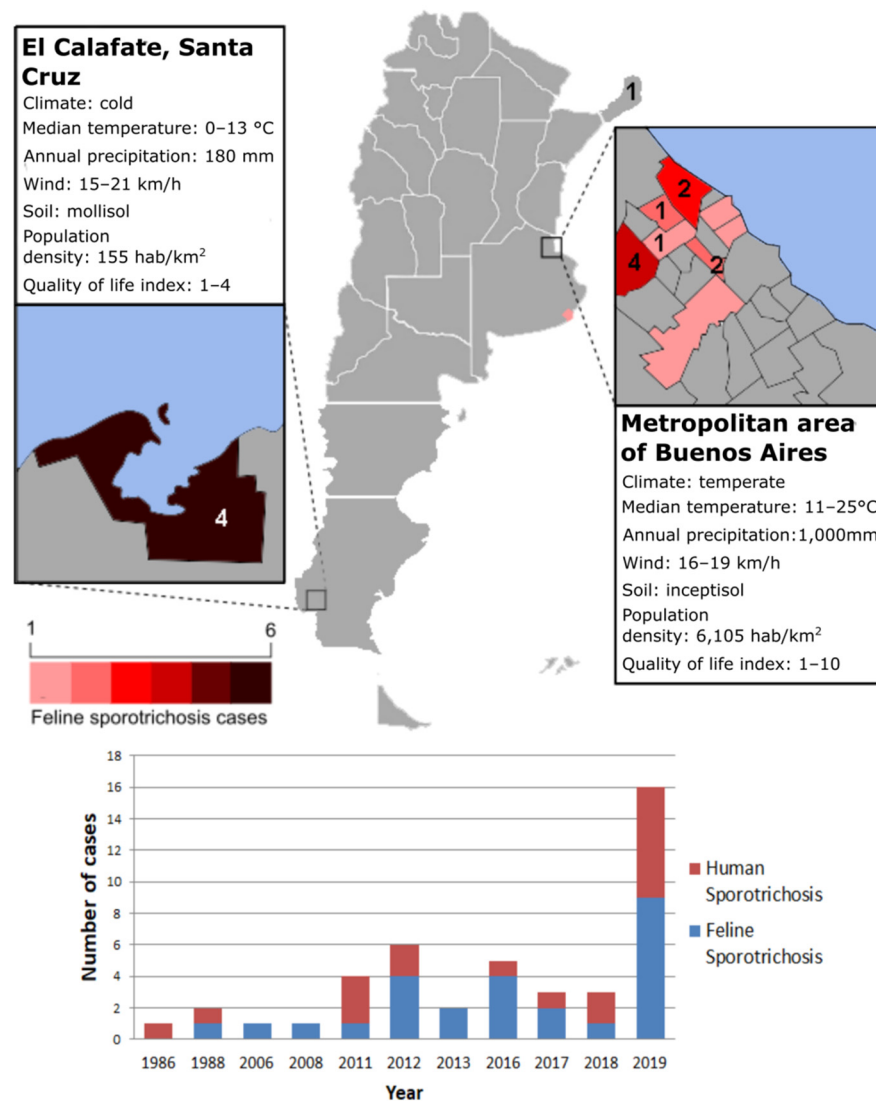 El Calafate, Santa
Cruz
Climate: cold
Median temperature: 0–13 °C
Annual precipitation: 180 mm
Wind: 15–21 km/h
Soil: mollisol
Population
density: 155 hab/km²
Quality of life index: 1–4
4
1
6
Feline sporotrichosis cases
1
2
1
1
4
2
Metropolitan area
of Buenos Aires
Climate: temperate
Median temperature: 11–25°C
Annual precipitation:1,000mm
Wind: 16–19 km/h
Soil: inceptisol
Population
density: 6,105 hab/km²
Quality of life index: 1–10
Number of cases
18
16
14
12
10
8
6
4
2
0
1986 1988 2006 2008 2011 2012 2013 2016 2017 2018 2019
Year
Human
Sporotrichosis
Feline
Sporotrichosis